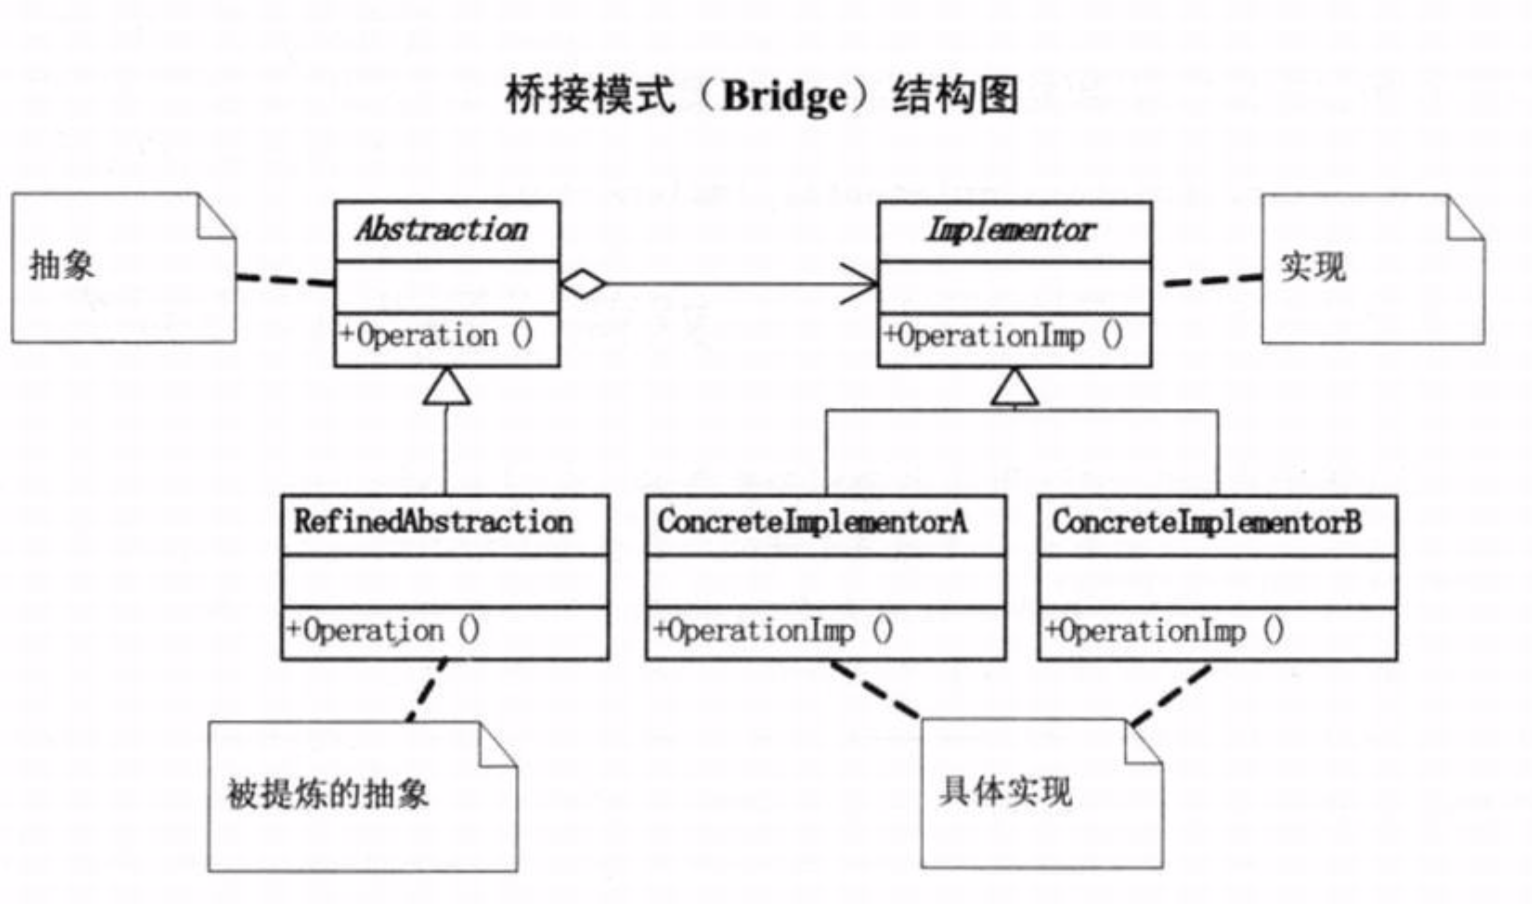 桥接模式（Bridge）结构图
抽象
Abstraction
+Operation ()
Implementor
+OperationImp ()
实现
RefinedAbstraction
+Operation ()
ConcreteImplementorA
+OperationImp ()
ConcreteImplementorB
+OperationImp ()
被提炼的抽象
具体实现